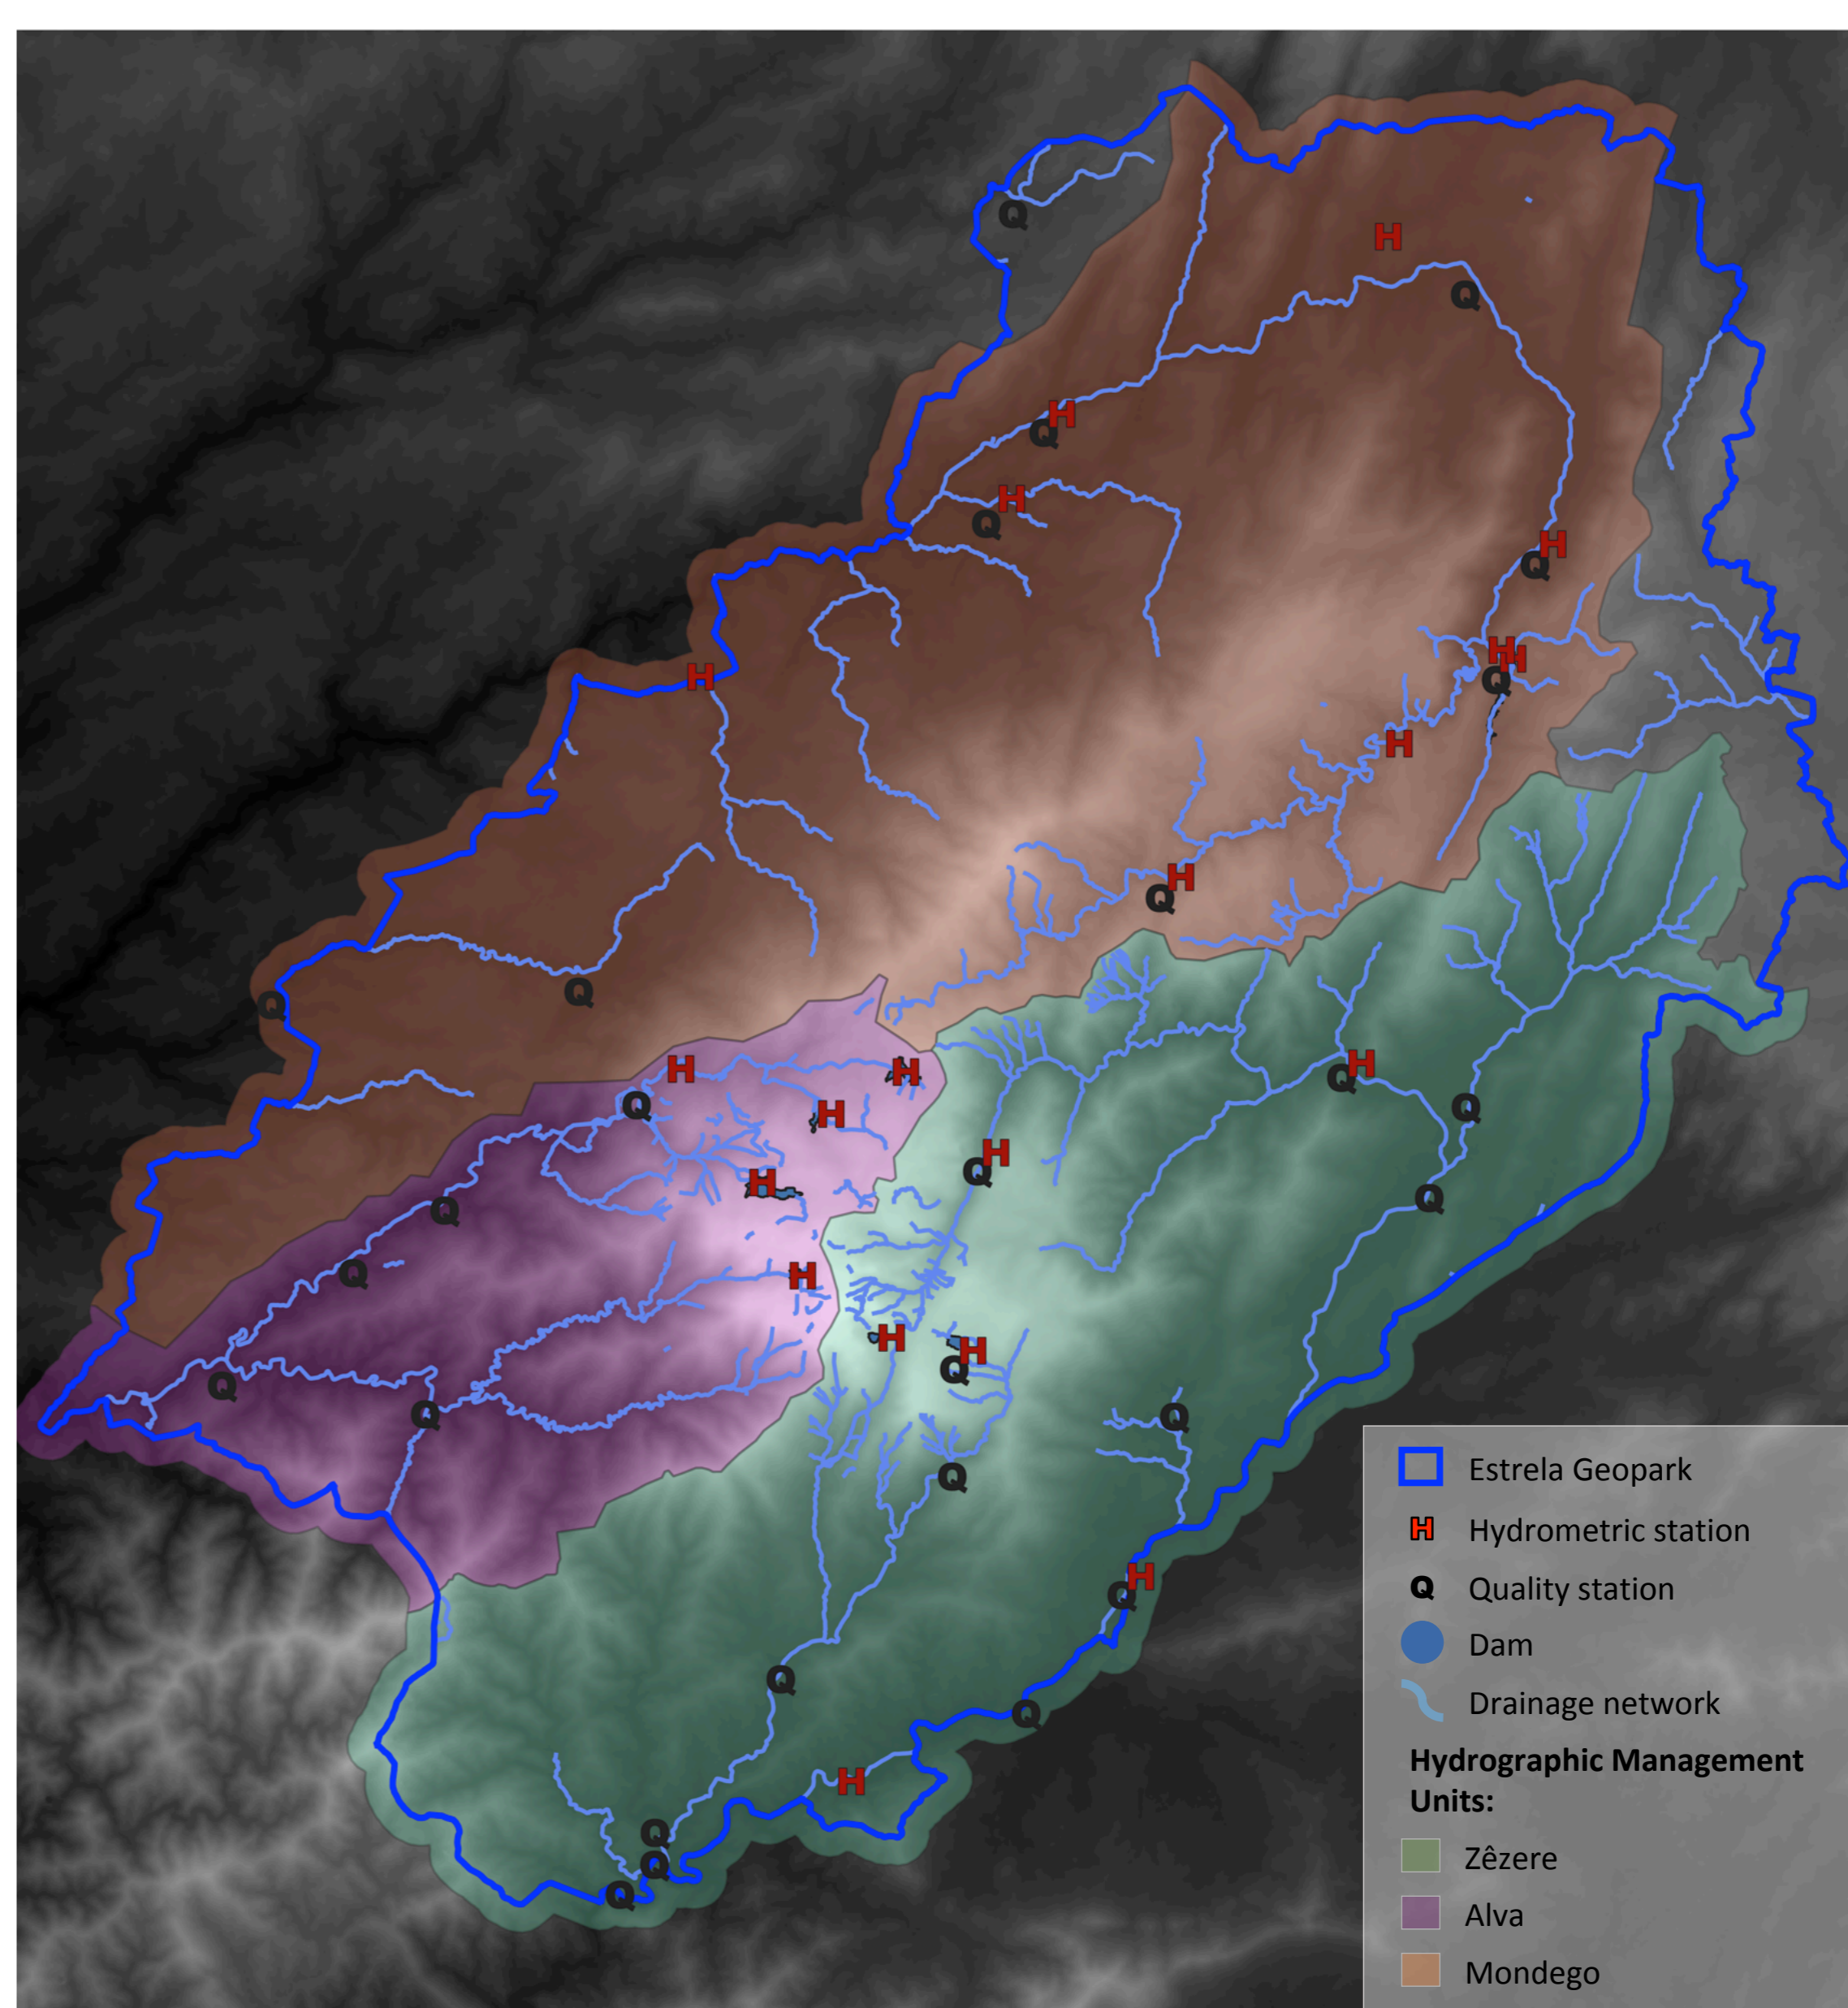 Q
H
Q
H
Q
H
Q
H
Q
H
H
Q
H
H
H
Q
Q
Q
H
H
H
Q
Q
H
Q
H
H
Q
Q
Q
H
Q
H
H
Q
Q
Q
Q
Q
H
Q
Q
Q
H
Q
Q
Q
Estrela Geopark
H Hydrometric station
Q Quality station
Dam
Drainage network
Hydrographic Management
Units:
Zêzere
Alva
Mondego